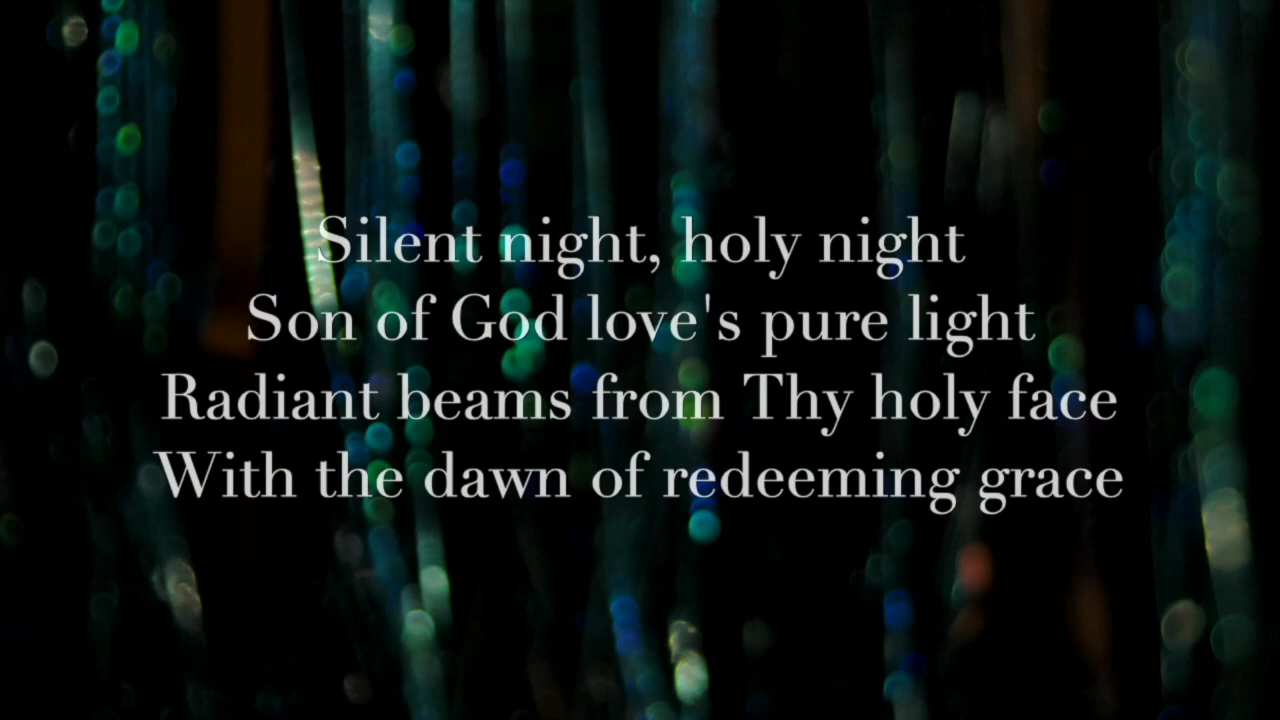 Silent night, holy night
Son of God love's pure light
Radiant beams from Thy holy face
With the dawn of redeeming grace